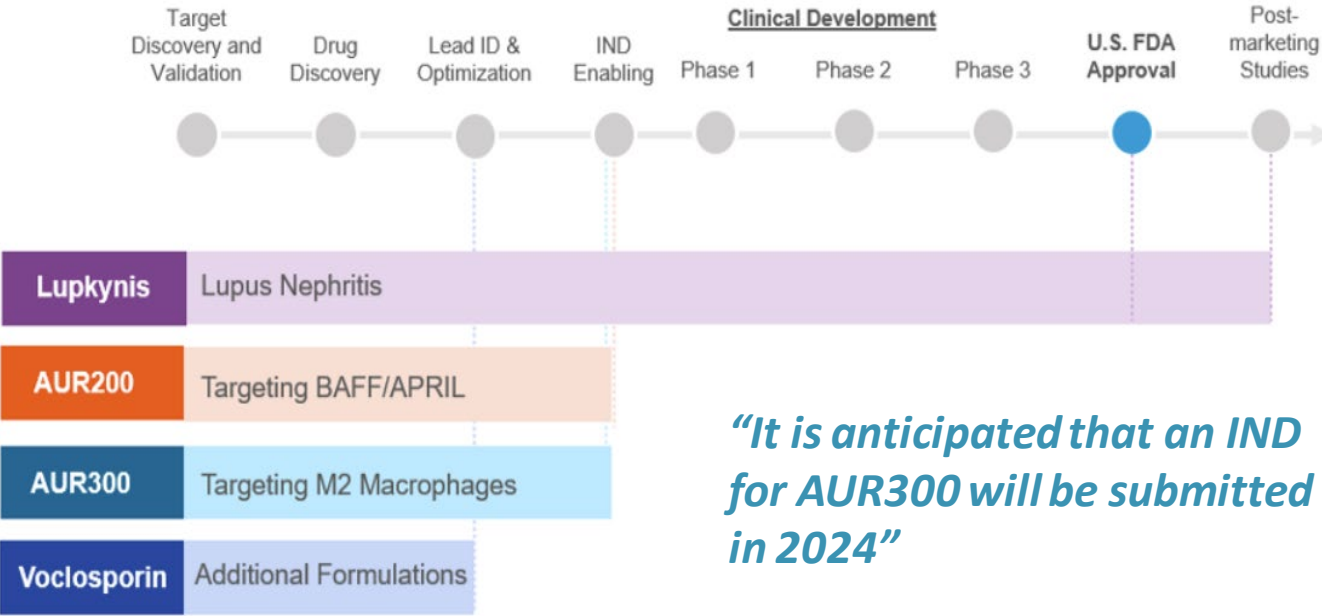 Target
Discovery and
Validation
Drug
Discovery
Lead ID &
Optimization
IND
Enabling
Clinical Development
Phase 1
Phase 2
Phase 3
U.S. FDA
Approval
Post-
marketing
Studies
Lupkynis
Lupus Nephritis
AUR200
Targeting BAFF/APRIL
AUR300
Targeting M2 Macrophages
Voclosporin
Additional Formulations
“It is anticipated that an IND
for AUR300 will be submitted
in 2024”